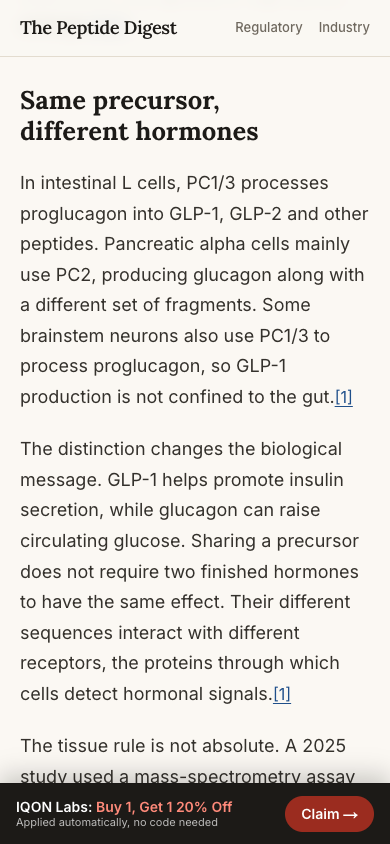 The Peptide Digest
Regulatory Industry
Same precursor,
different hormones
In intestinal L cells, PC1/3 processes
proglucagon into GLP-1, GLP-2 and other
peptides. Pancreatic alpha cells mainly
use PC2, producing glucagon along with
a different set of fragments. Some
brainstem neurons also use PC1/3 to
process proglucagon, so GLP-1
production is not confined to the gut.[1]
The distinction changes the biological
message. GLP-1 helps promote insulin
secretion, while glucagon can raise
circulating glucose. Sharing a precursor
does not require two finished hormones
to have the same effect. Their different
sequences interact with different
receptors, the proteins through which
cells detect hormonal signals.[1]
The tissue rule is not absolute. A 2025
study used a mass-spectrometry assay
IQON Labs: Buy 1, Get 1 20% Off
Applied automatically, no code needed
Claim →